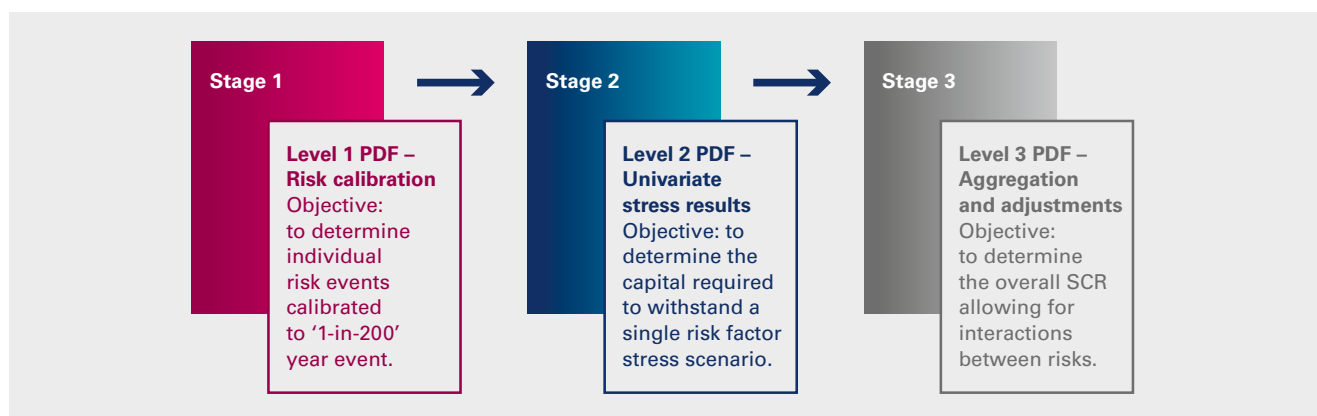 Stage 1
Level 1 PDF –
Risk calibration
Objective:
to determine
individual
risk events
calibrated
to ‘1-in-200’
year event.
Stage 2
Level 2 PDF –
Univariate
stress results
Objective: to
determine the
capital required
to withstand a
single risk factor
stress scenario.
Stage 3
Level 3 PDF –
Aggregation
and adjustments
Objective:
to determine
the overall SCR
allowing for
interactions
between risks.